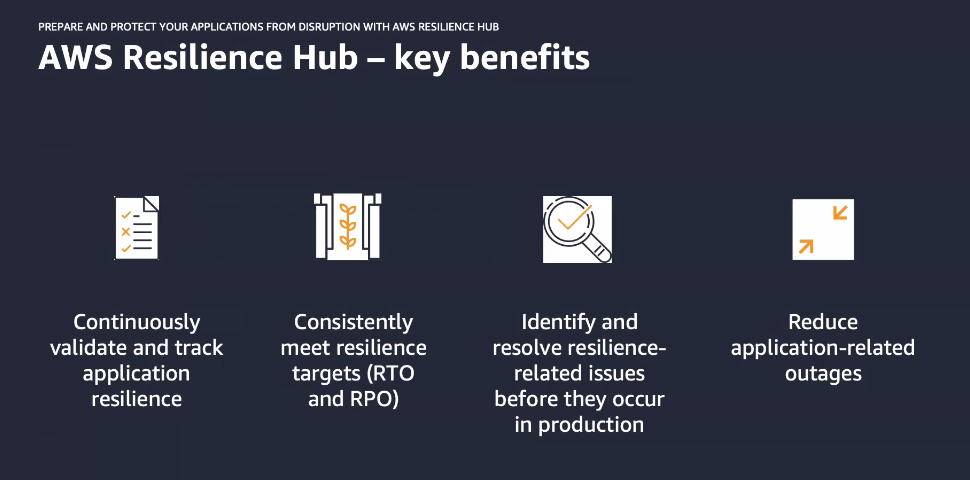 PREPARE AND PROTECT YOUR APPLICATIONS FROM DISRUPTION WITH AWS RESILIENCE HUB
AWS Resilience Hub – key benefits
Continuously
validate and track
application
resilience
Consistently
meet resilience
targets (RTO
and RPO)
Identify and
resolve resilience-
related issues
before they occur
in production
Reduce
application-related
outages